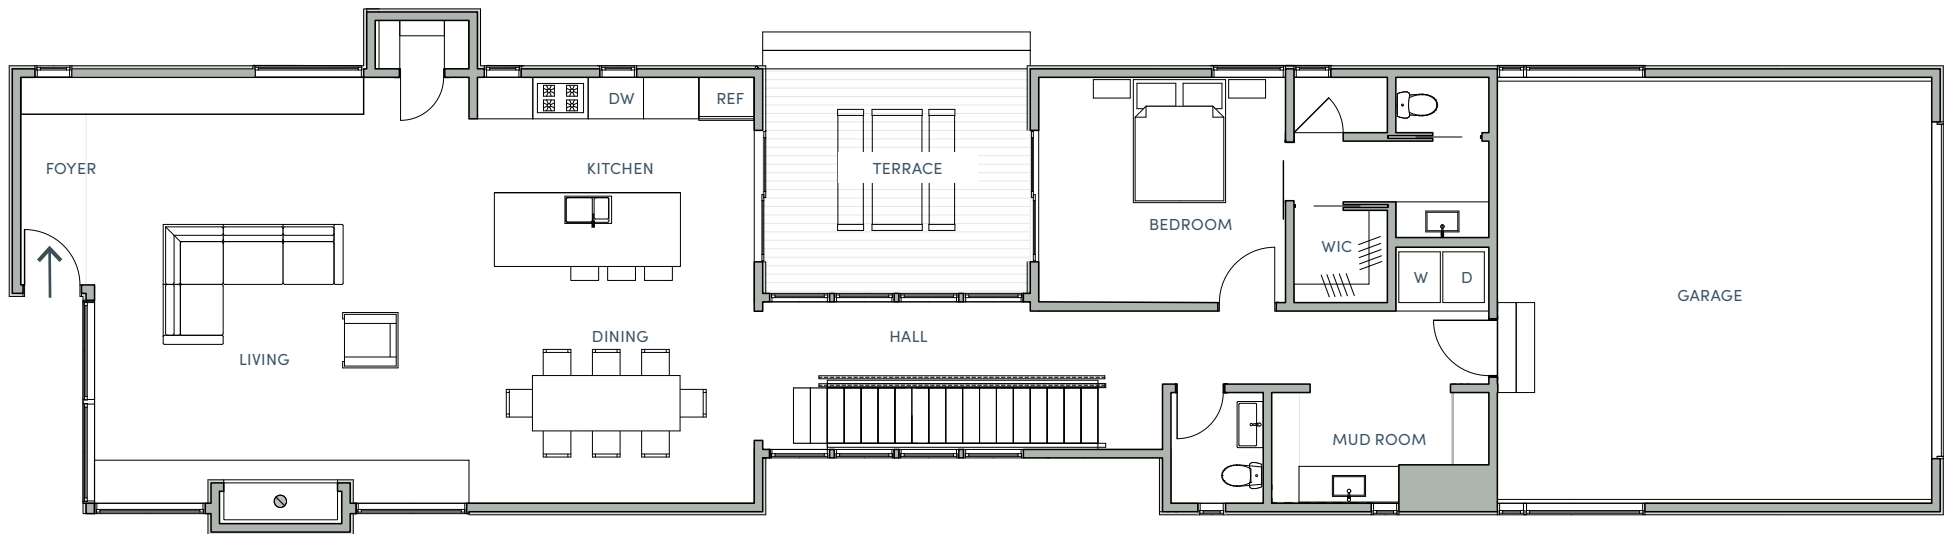 DW
REF
FOYER
KITCHEN
TERRACE
BEDROOM
WIC
W
D
GARAGE
LIVING
DINING
HALL
MUD ROOM